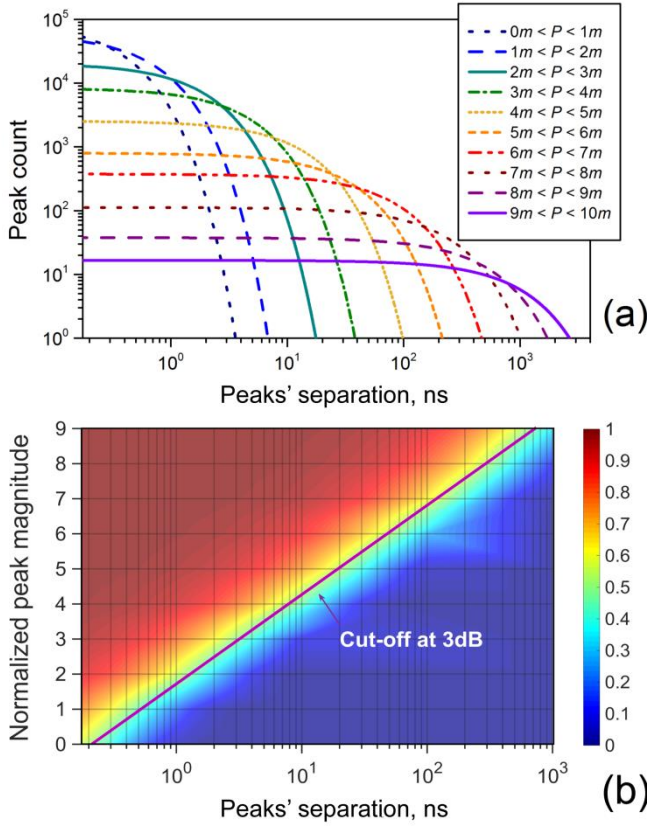 (a)
Peak count
10^5
10^4
10^3
10^2
10^1
10^0
10^0 10^1 10^2 10^3
Peaks' separation, ns
0m < P < 1m
1m < P < 2m
2m < P < 3m
3m < P < 4m
4m < P < 5m
5m < P < 6m
6m < P < 7m
7m < P < 8m
8m < P < 9m
9m < P < 10m
(b)
Normalized peak magnitude
9
8
7
6
5
4
3
2
1
0
10^0 10^1 10^2 10^3
Peaks' separation, ns
Cut-off at 3dB
1
0.9
0.8
0.7
0.6
0.5
0.4
0.3
0.2
0.1
0